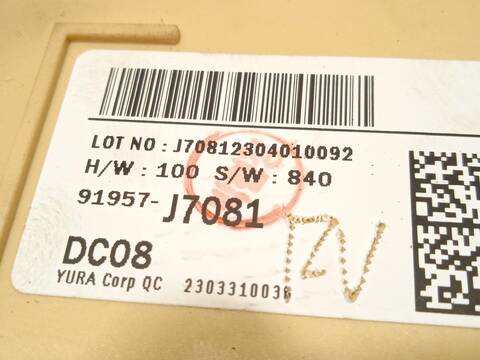 LOT NO : J70812304010092
H/W : 100 S/W : 840
91957-J7081
DC08
YURA Corp QC 2303310036